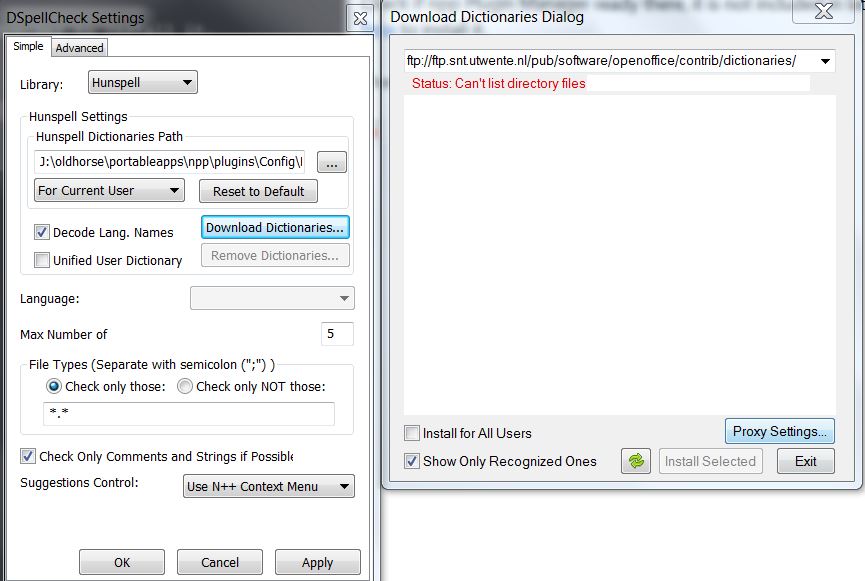 DSpellCheck Settings
Simple
Advanced
Library:
Hunspell
Hunspell Settings
Hunspell Dictionaries Path
J:\oldhorse\portableapps\npp\plugins\Config\
...
For Current User
Reset to Default
Decode Lang. Names
Download Dictionaries...
Unified User Dictionary
Remove Dictionaries...
Language:
Max Number of
5
File Types (Separate with semicolon (";") )
Check only those:
Check only NOT those:
*.*
Check Only Comments and Strings if Possible
Suggestions Control:
Use N++ Context Menu
OK
Cancel
Apply
Download Dictionaries Dialog
ftp://ftp.snt.utwente.nl/pub/software/openoffice/contrib/dictionaries/
Status: Can't list directory files
Install for All Users
Proxy Settings...
Show Only Recognized Ones
Install Selected
Exit